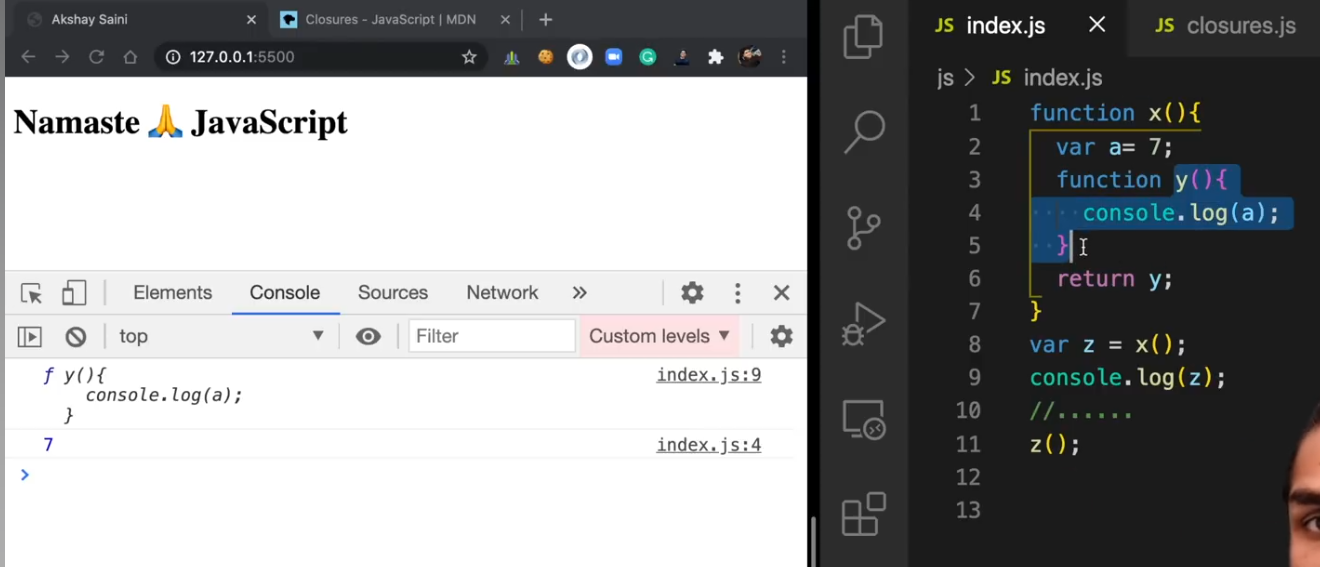 Akshay Saini
Closures - JavaScript | MDN
127.0.0.1:5500
Namaste 🙏 JavaScript
Elements Console Sources Network »
top Filter Custom levels
ƒ y(){ index.js:9
console.log(a);
}
7 index.js:4
JS index.js
JS closures.js
js > JS index.js
1 function x(){
2 var a= 7;
3 function y(){
4 console.log(a);
5 }
6 return y;
7 }
8 var z = x();
9 console.log(z);
10 //......
11 z();
12
13